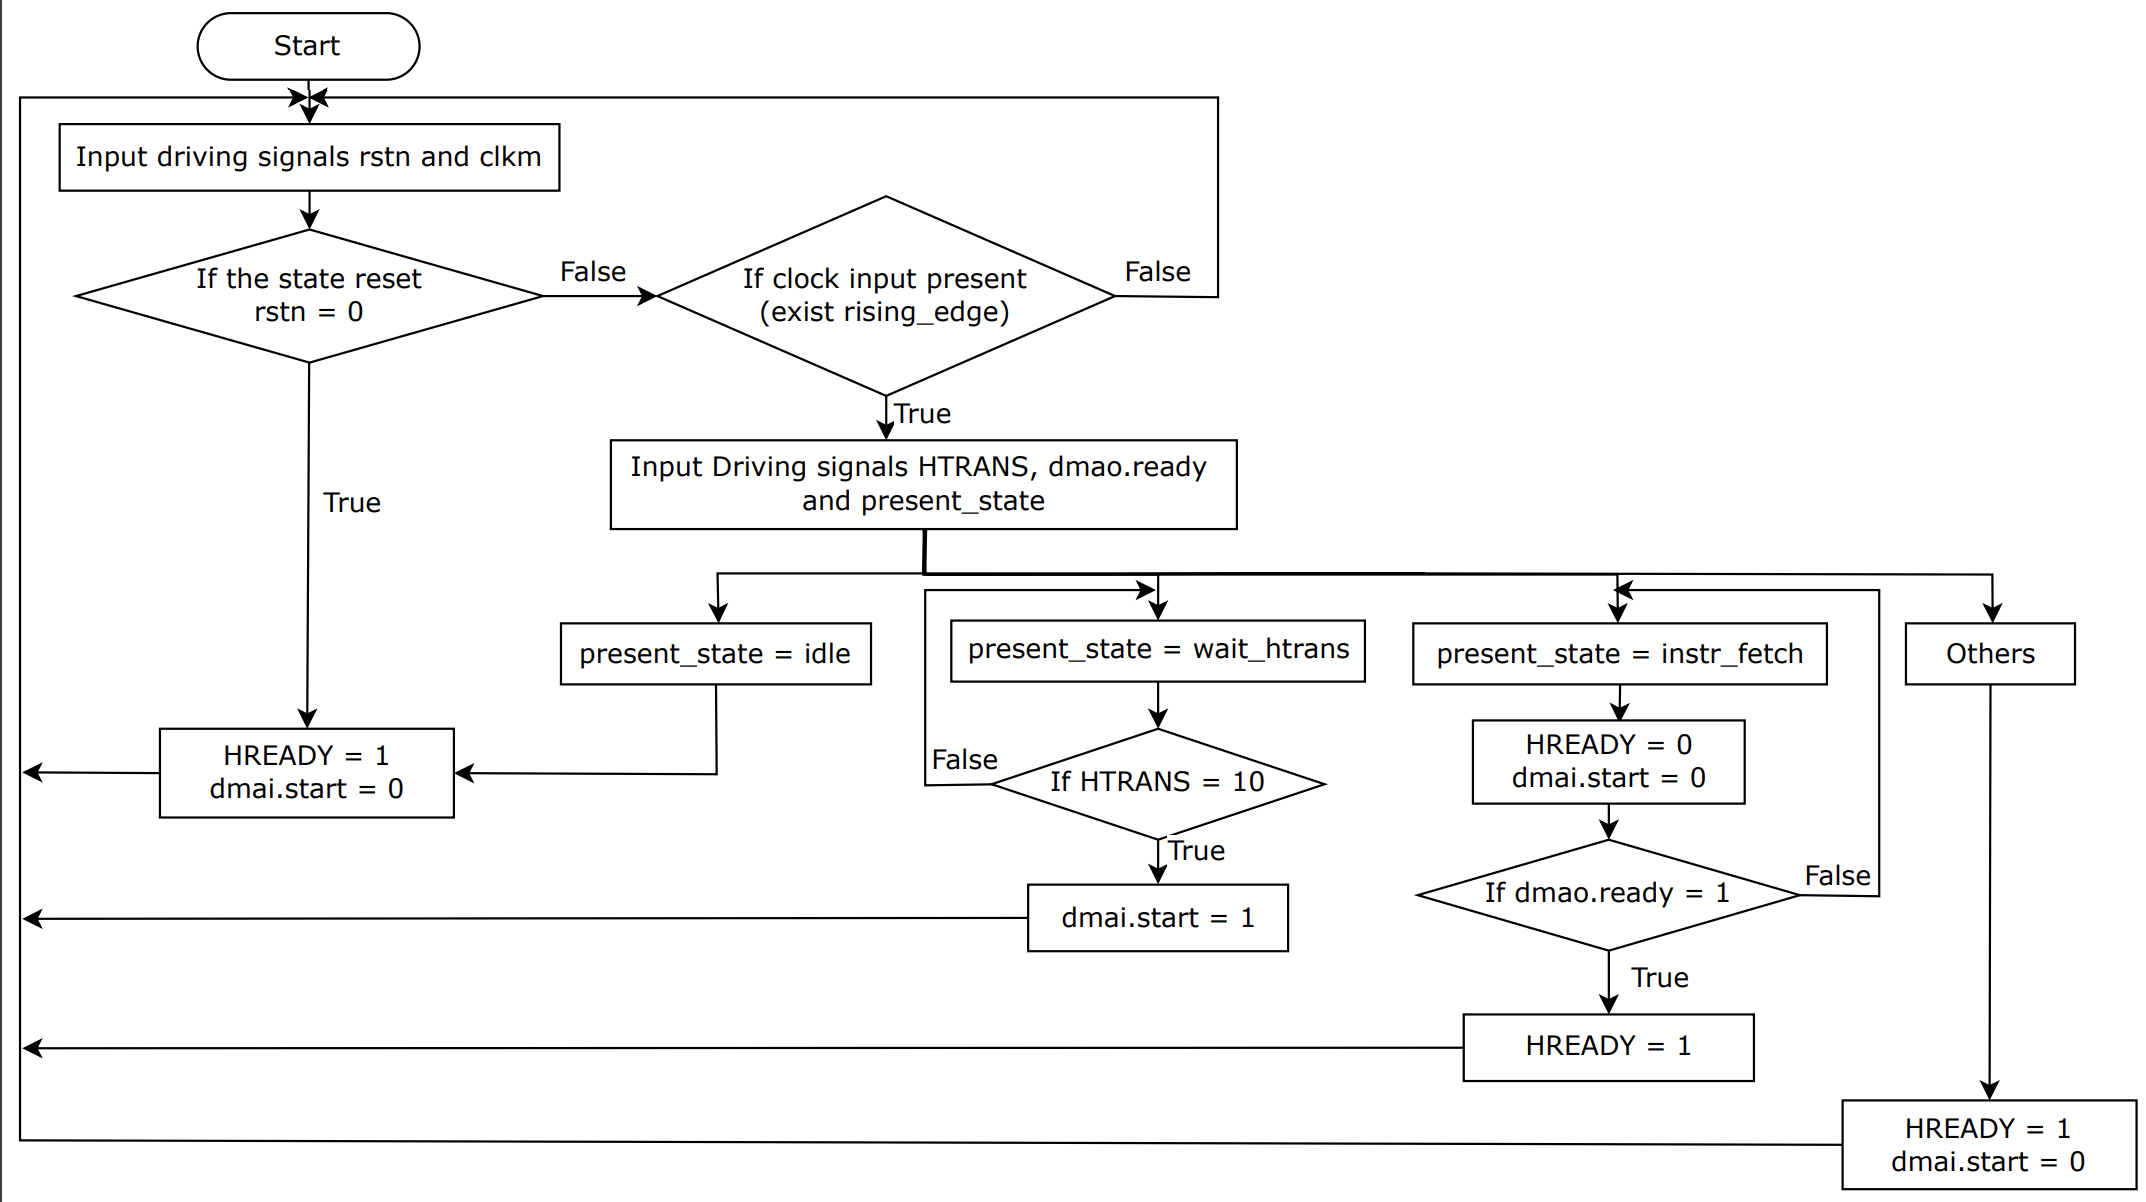 Start
Input driving signals rstn and clkm
If the state reset
rstn = 0
False
If clock input present
(exist rising_edge)
False
True
True
Input Driving signals HTRANS, dmao.ready
and present_state
present_state = idle
present_state = wait_htrans
present_state = instr_fetch
Others
HREADY = 1
dmai.start = 0
False
If HTRANS = 10
True
dmai.start = 1
HREADY = 0
dmai.start = 0
If dmao.ready = 1
False
True
HREADY = 1
HREADY = 1
dmai.start = 0